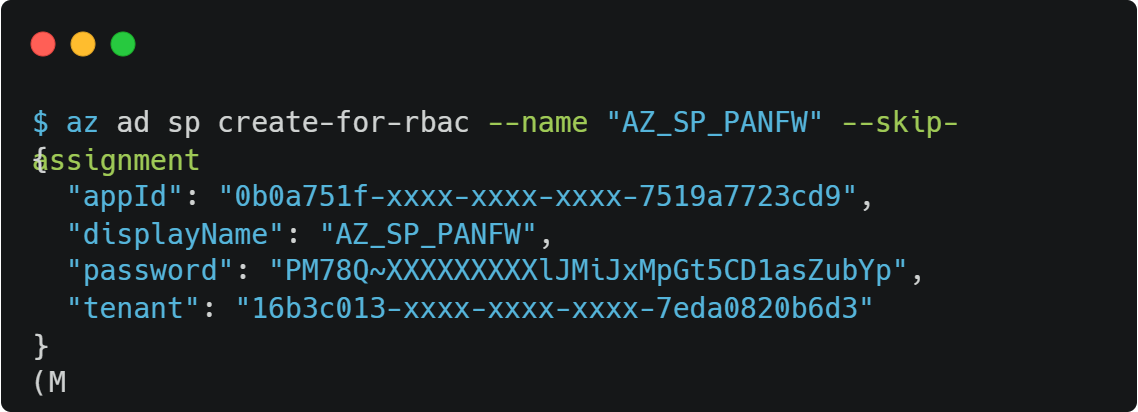 $ az ad sp create-for-rbac --name "AZ_SP_PANFW" --skip-
assignment
{
"appId": "0b0a751f-xxxx-xxxx-xxxx-7519a7723cd9",
"displayName": "AZ_SP_PANFW",
"password": "PM78Q~XXXXXXXXXlJMiJxMpGt5CD1asZubYp",
"tenant": "16b3c013-xxxx-xxxx-xxxx-7eda0820b6d3"
}
(M